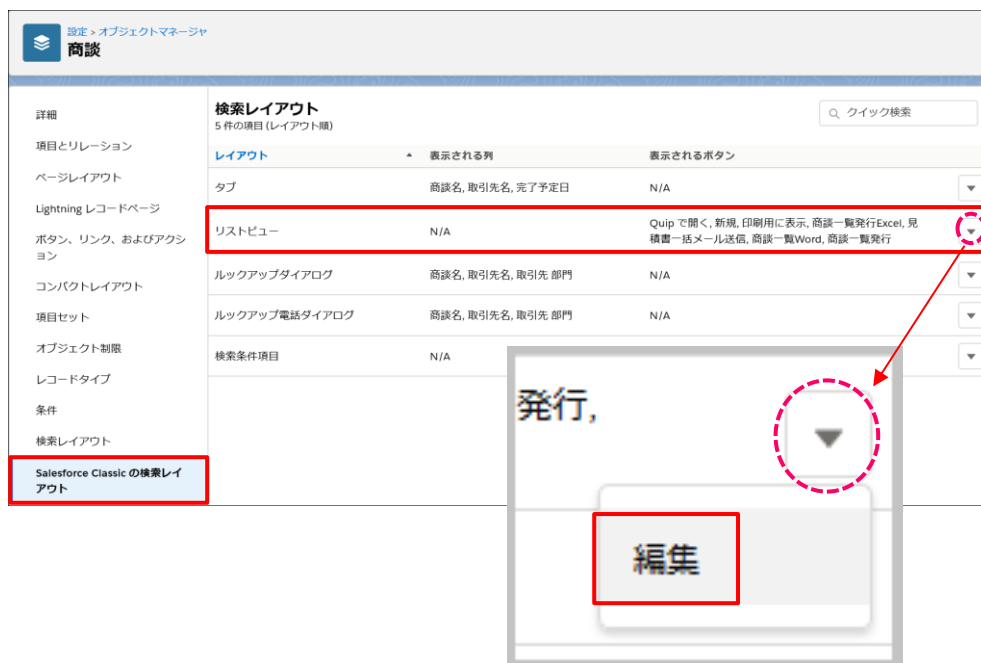 設定 > オブジェクトマネージャ
商談
詳細
項目とリレーション
ページレイアウト
Lightning レコードページ
ボタン、リンク、およびアクシ
ョン
コンパクトレイアウト
項目セット
オブジェクト制限
レコードタイプ
条件
検索レイアウト
Salesforce Classic の検索レイ
アウト
検索レイアウト
5 件の項目 (レイアウト順)
クイック検索
レイアウト 表示される列 表示されるボタン
タブ 商談名, 取引先名, 完了予定日 N/A
リストビュー N/A Quip で開く, 新規, 印刷用に表示, 商談一覧発行Excel, 見
積書一括メール送信, 商談一覧Word, 商談一覧発行
ルックアップダイアログ 商談名, 取引先名, 取引先 部門 N/A
ルックアップ電話ダイアログ 商談名, 取引先名, 取引先 部門 N/A
検索条件項目 N/A
発行,
編集